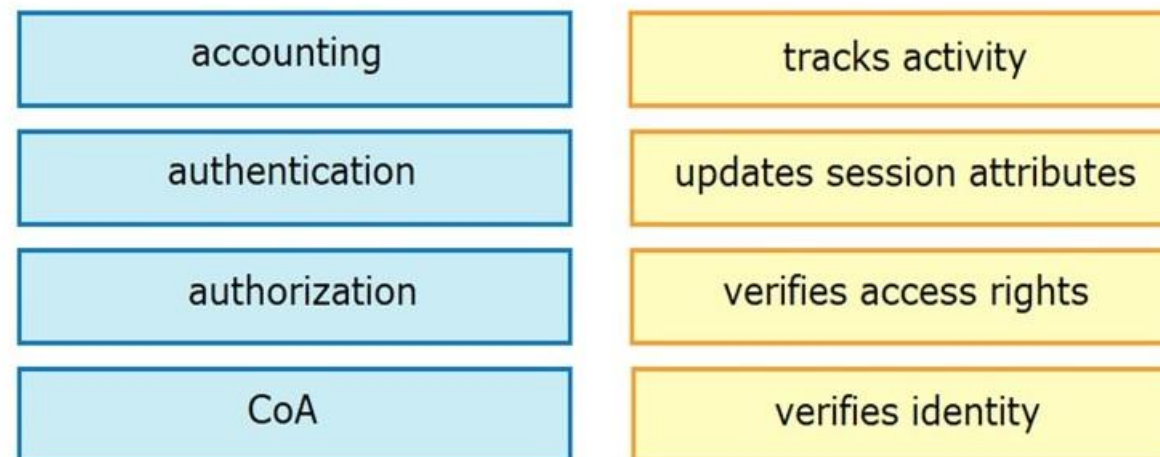 accounting
tracks activity
authentication
updates session attributes
authorization
verifies access rights
CoA
verifies identity